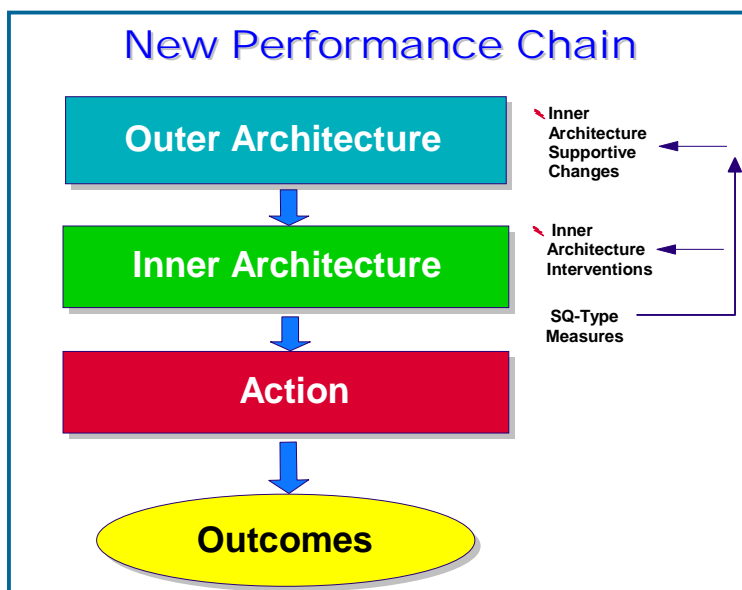 New Performance Chain
Outer Architecture
Inner
Architecture
Supportive
Changes
Inner Architecture
Inner
Architecture
Interventions
SQ-Type
Measures
Action
Outcomes